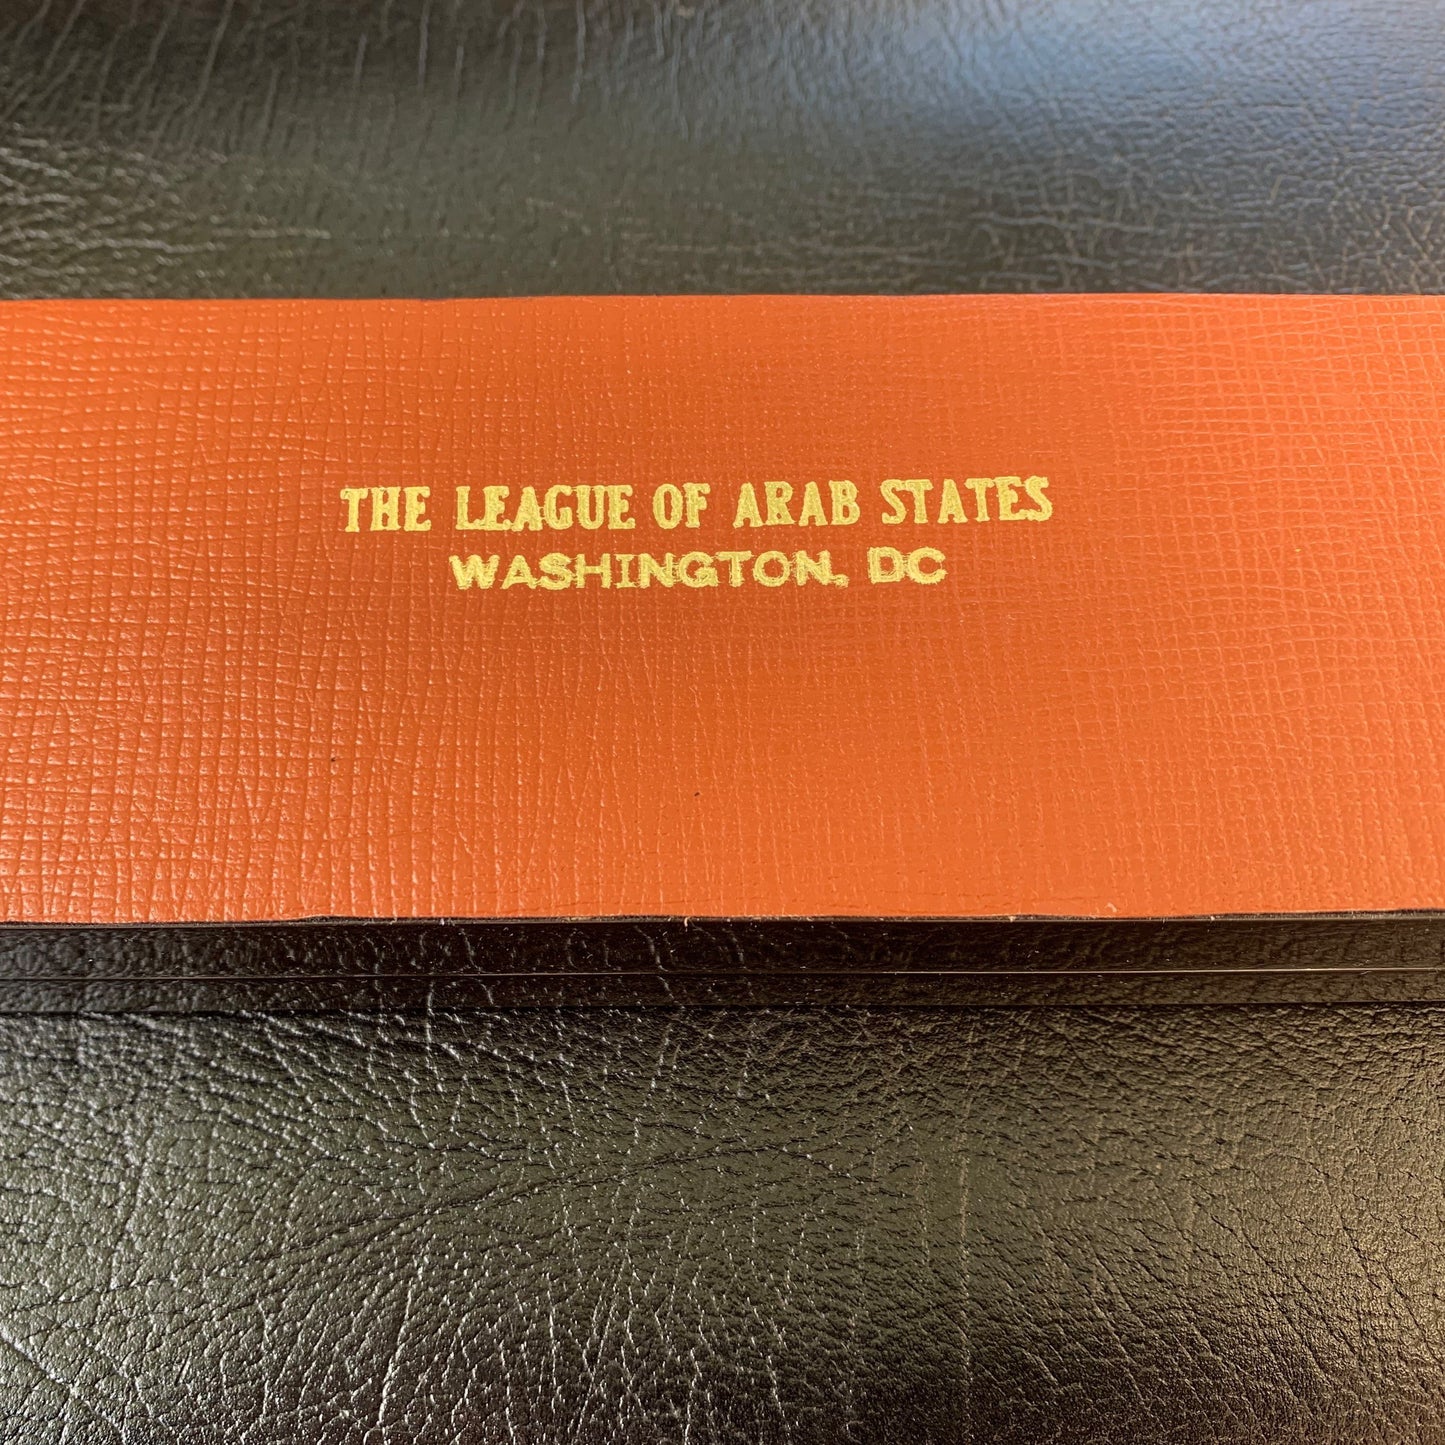 THE LEAGUE OF ARAB STATES
WASHINGTON, DC